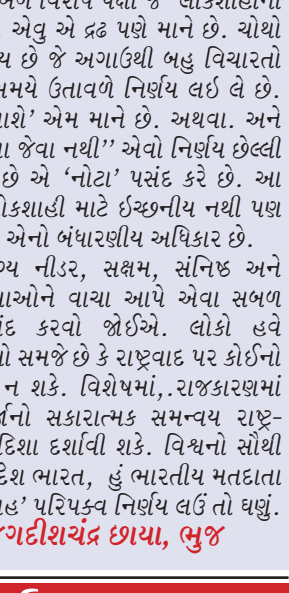 એવુ એ દ્રઢ પણે માને છે. ચોથો
ય છે જે અગાઉથી બહુ વિચારતો
મયે ઉતાવળે નિર્ણય લઇ લે છે.
ાશે’ એમ માને છે. અથવા. અને
ા જેવા નથી’’ એવો નિર્ણય છેલ્લી
છે એ ‘નોટા’ પસંદ કરે છે. આ
ોકશાહી માટે ઇચ્છનીય નથી પણ
એનો બંધારણીય અધિકાર છે.
ગ્ય નીડર, સક્ષમ, સંનિષ્ઠ અને
યાઓને વાચા આપે એવા સબળ
સંદ કરવો જોઈએ. લોકો હવે
ો સમજે છે કે રાષ્ટ્રવાદ પર કોઈનો
ન શકે. વિશેષમાં,.રાજકારણમાં
ર્જાનો સકારાત્મક સમન્વય રાષ્ટ્ર-
દિશા દર્શાવી શકે. વિશ્વનો સૌથી
દેશ ભારત, હું ભારતીય મતદાતા
ાહ’ પરિપક્વ નિર્ણય લઉં તો ઘણું.
ગદીશચંદ્ર છાયા, ભુજ